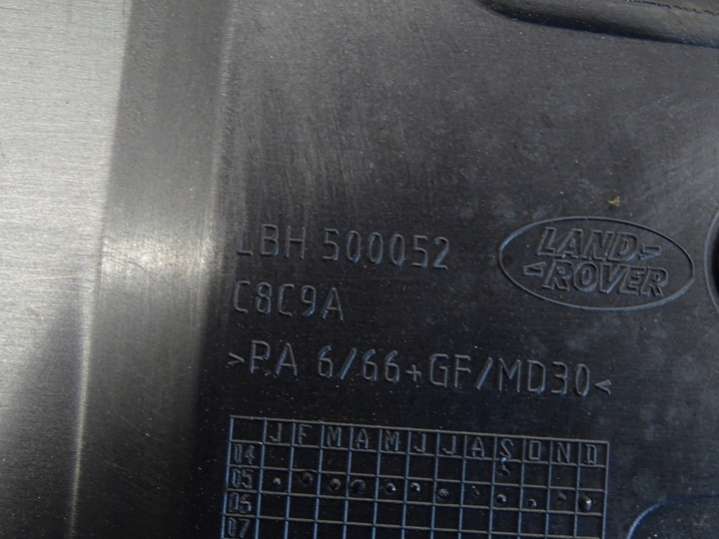 LBH 500052
LAND-
-ROVER
C8C9A
>PA 6/66+GF/MD30<
J F M A M J J A S O N D
04
05
06
07